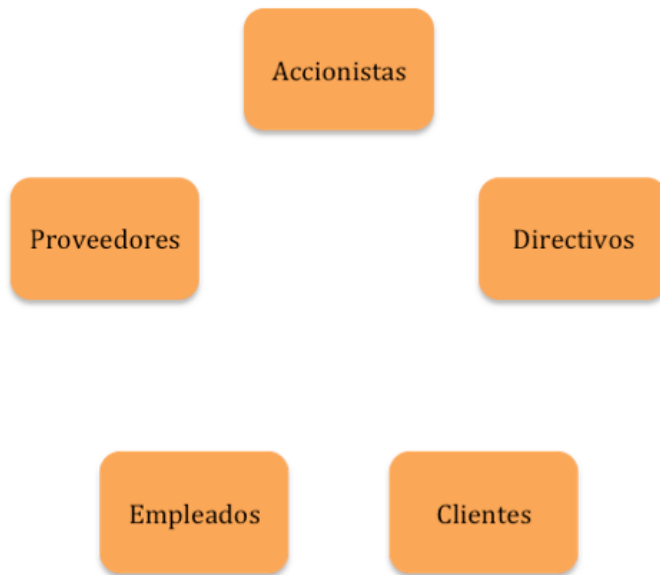 Accionistas
Proveedores
Directivos
Empleados
Clientes